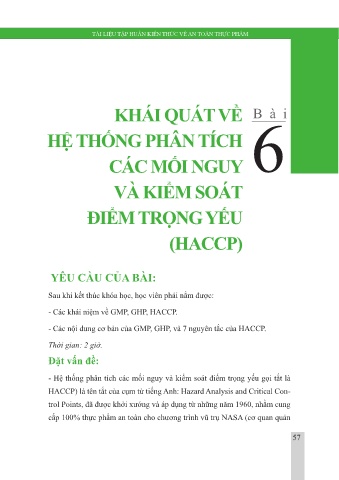 TÀI LIỆU TẬP HUẤN KIẾN THỨC VỀ AN TOÀN THỰC PHẨM
KHÁI QUÁT VỀ
HỆ THỐNG PHÂN TÍCH
CÁC MỐI NGUY
VÀ KIỂM SOÁT
ĐIỂM TRỌNG YẾU
(HACCP)
Bài
6
YÊU CẦU CỦA BÀI:
Sau khi kết thúc khóa học, học viên phải nắm được:
- Các khái niệm về GMP, GHP, HACCP.
- Các nội dung cơ bản của GMP, GHP, và 7 nguyên tắc của HACCP.
Thời gian: 2 giờ.
Đặt vấn đề:
- Hệ thống phân tích các mối nguy và kiểm soát điểm trọng yếu gọi tắt là
HACCP) là tên tắt của cụm từ tiếng Anh: Hazard Analysis and Critical Con-
trol Points, đã được khởi xướng và áp dụng từ những năm 1960, nhằm cung
cấp 100% thực phẩm an toàn cho chương trình vũ trụ NASA (cơ quan quản
57